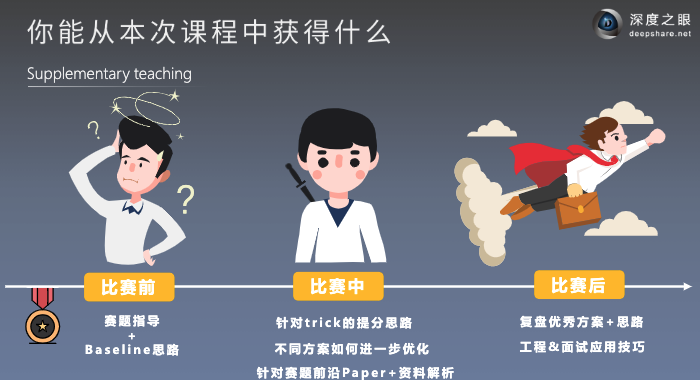 你能从本次课程中获得什么
深度之眼
deepshare.net
Supplementary teaching
?
?
比赛前
比赛中
比赛后
赛题指导
+
Baseline思路
针对trick的提分思路
不同方案如何进一步优化
针对赛题前沿Paper+资料解析
复盘优秀方案+思路
工程&面试应用技巧